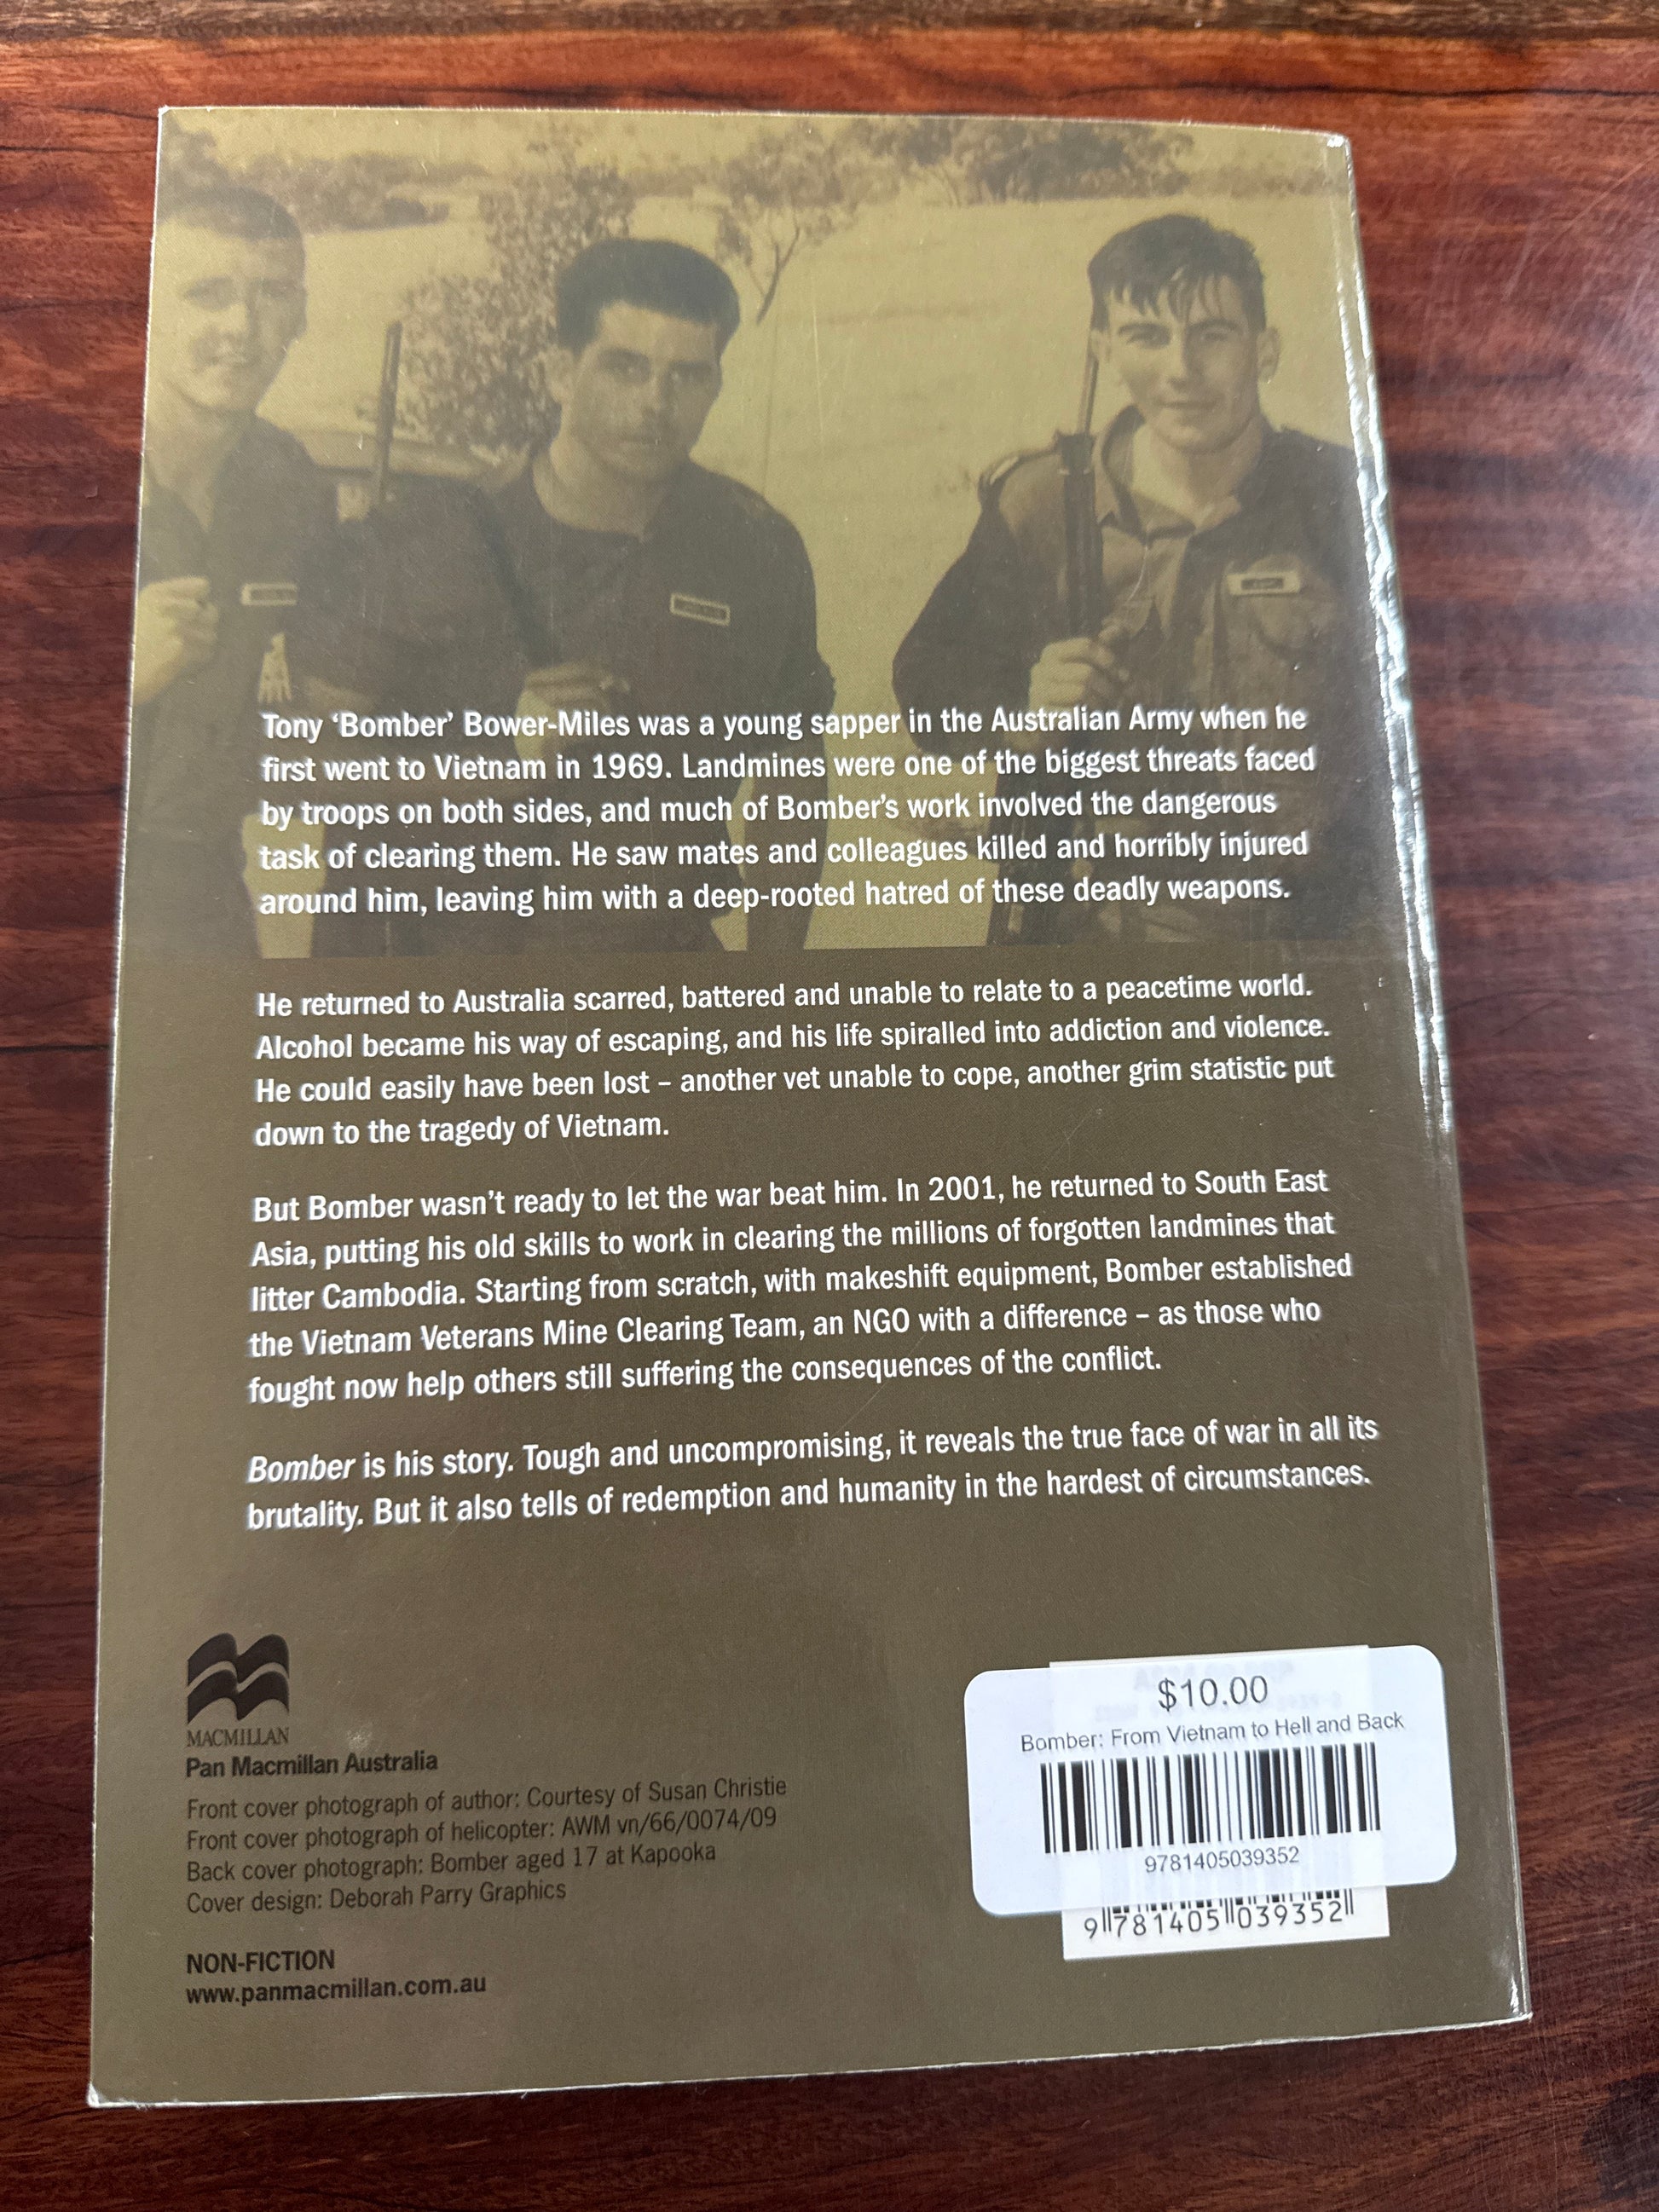 Tony ‘Bomber’ Bower-Miles was a young sapper in the Australian Army when he
first went to Vietnam in 1969. Landmines were one of the biggest threats faced
by troops on both sides, and much of Bomber’s work involved the dangerous
task of clearing them. He saw mates and colleagues killed and horribly injured
around him, leaving him with a deep-rooted hatred of these deadly weapons.
He returned to Australia scarred, battered and unable to relate to a peacetime world.
Alcohol became his way of escaping, and his life spiralled into addiction and violence.
He could easily have been lost – another vet unable to cope, another grim statistic put
down to the tragedy of Vietnam.
But Bomber wasn’t ready to let the war beat him. In 2001, he returned to South East
Asia, putting his old skills to work in clearing the millions of forgotten landmines that
litter Cambodia. Starting from scratch, with makeshift equipment, Bomber established
the Vietnam Veterans Mine Clearing Team, an NGO with a difference – as those who
fought now help others still suffering the consequences of the conflict.
Bomber is his story. Tough and uncompromising, it reveals the true face of war in all its
brutality. But it also tells of redemption and humanity in the hardest of circumstances.
MACMILLAN
Pan Macmillan Australia
Front cover photograph of author: Courtesy of Susan Christie
Front cover photograph of helicopter: AWM vn/66/0074/09
Back cover photograph: Bomber aged 17 at Kapooka
Cover design: Deborah Parry Graphics
NON-FICTION
www.panmacmillan.com.au
$10.00
Bomber: From Vietnam to Hell and Back
9781405039352
9 781405 039352